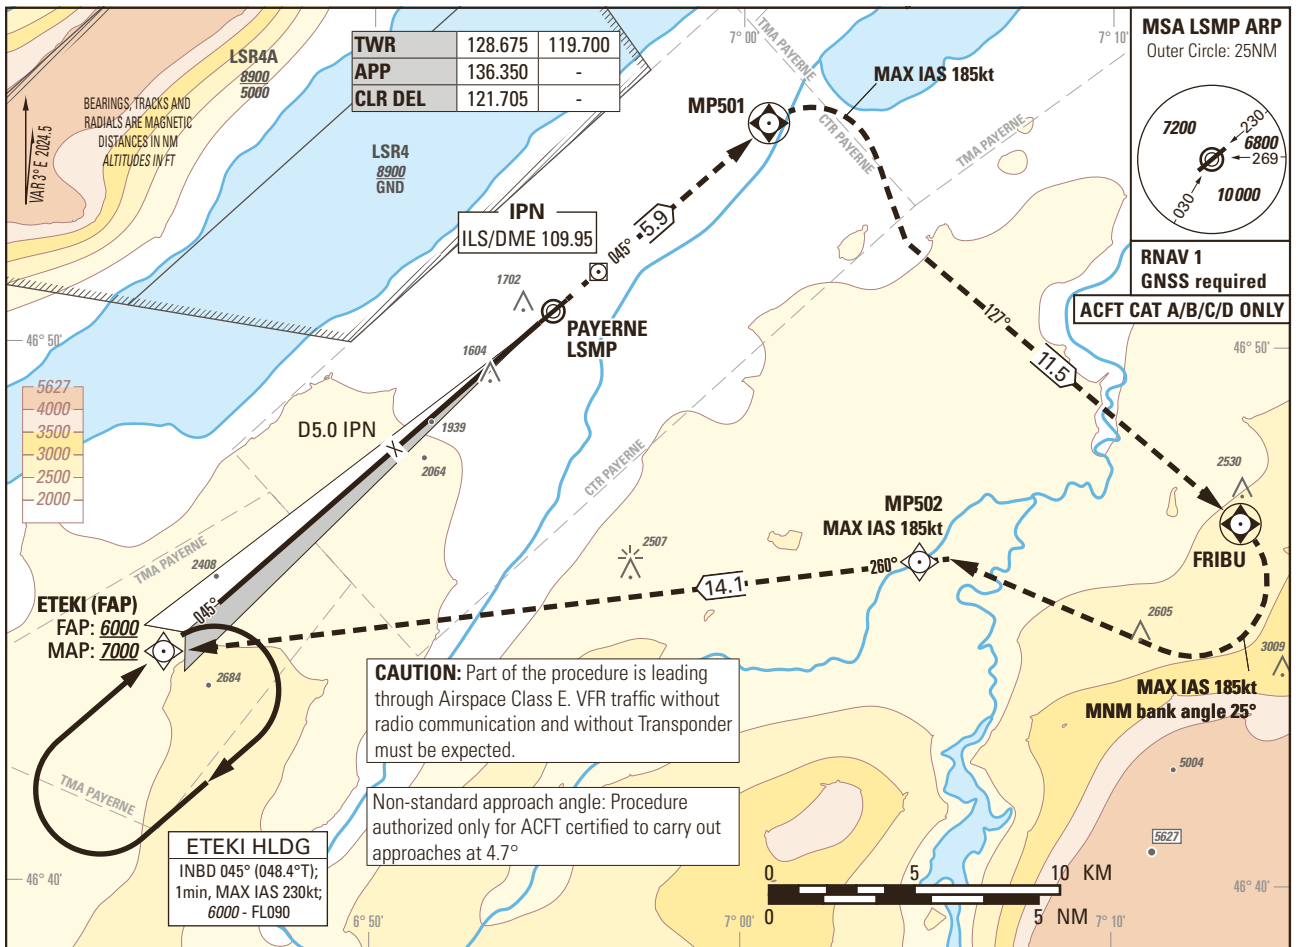 7° 00'
7° 10'
TMA PAYERNE
MSA LSMP ARP
Outer Circle: 25NM
7200
230
6800
269
10 000
030
RNAV 1
GNSS required
ACFT CAT A/B/C/D ONLY
TWR 128.675 119.700
APP 136.350 -
CLR DEL 121.705 -
LSR4A
8900
5000
BEARINGS, TRACKS AND
RADIALS ARE MAGNETIC
DISTANCES IN NM
ALTITUDES IN FT
VAR 3° E 2024.5
LSR4
8900
GND
MAX IAS 185kt
MP501
CTR PAYERNE
TMA PAYERNE
IPN
ILS/DME 109.95
045°
5.9
1702
PAYERNE
LSMP
127°
11.5
46° 50'
46° 50'
1604
5627
4000
3500
3000
2500
2000
D5.0 IPN
1939
2064
CTR PAYERNE
2530
MP502
MAX IAS 185kt
FRIBU
2507
260°
14.1
TMA PAYERNE
2408
045°
ETEKI (FAP)
FAP: 6000
MAP: 7000
2684
2605
3009
MAX IAS 185kt
MNM bank angle 25°
CAUTION: Part of the procedure is leading
through Airspace Class E. VFR traffic without
radio communication and without Transponder
must be expected.
TMA PAYERNE
5004
Non-standard approach angle: Procedure
authorized only for ACFT certified to carry out
approaches at 4.7°
5627
ETEKI HLDG
INBD 045° (048.4°T);
1min, MAX IAS 230kt;
6000 - FL090
46° 40'
46° 40'
0 5 10 KM
0 5 NM
6° 50'
7° 00'
7° 10'